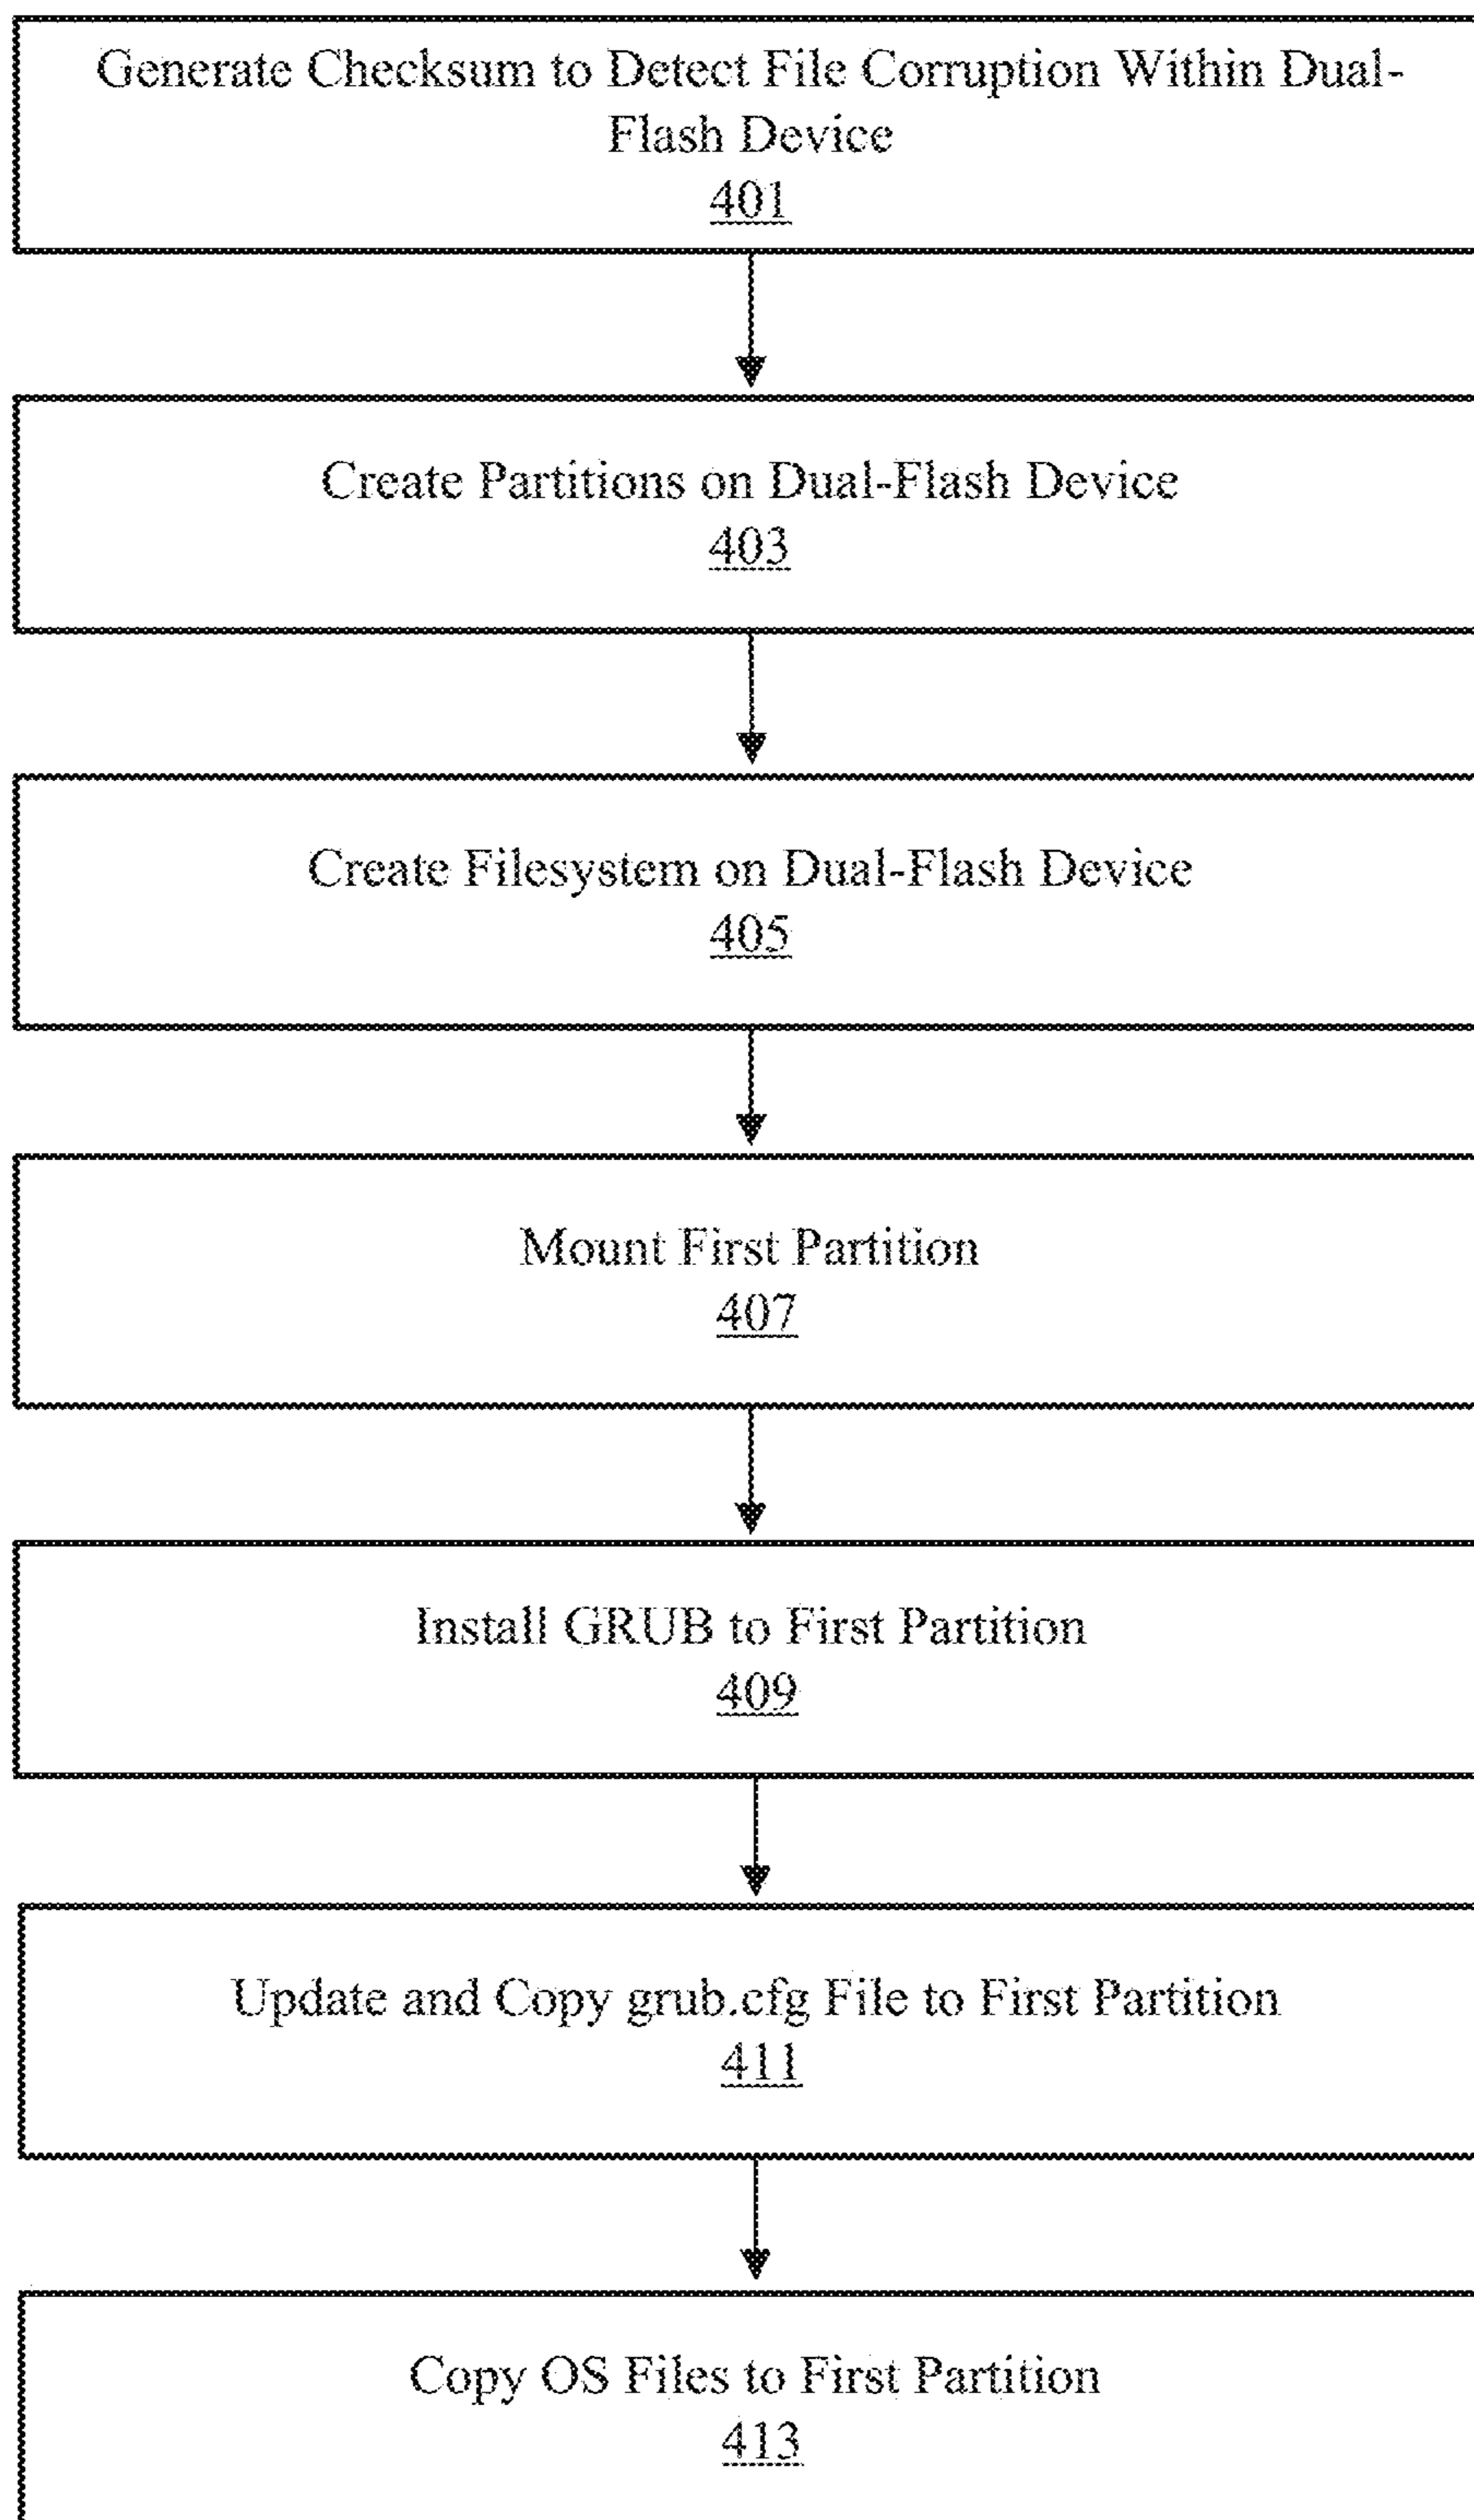 Generate Checksum to Detect File Corruption Within Dual-
Flash Device
401
Create Partitions on Dual-Flash Device
403
Create Filesystem on Dual-Flash Device
405
Mount First Partition
407
Install GRUB to First Partition
409
Update and Copy grub.cfg File to First Partition
411
Copy OS Files to First Partition
413